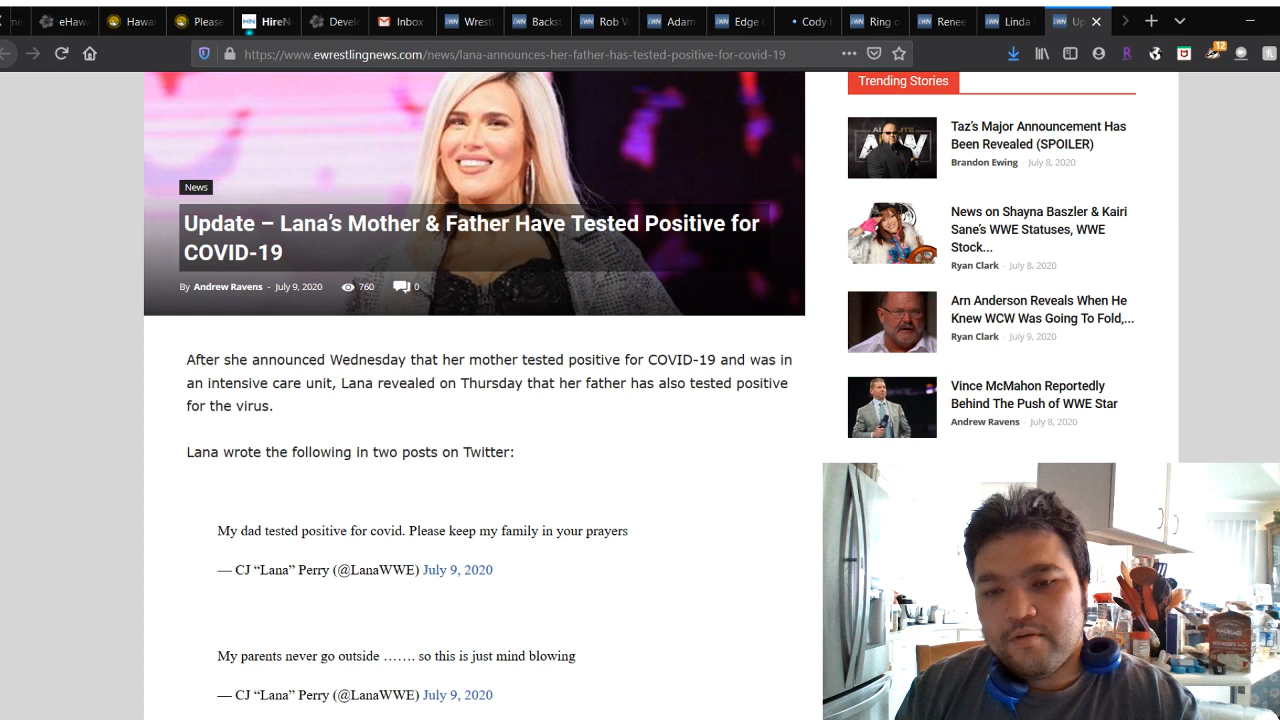 me
eHawa
Hawai
Please
HireN
Develo
Inbox
Wrestl
Backst
Rob V
Adam
Edge
Cody
Ring o
Renee
Linda
Up
https://www.ewrestlingnews.com/news/lana-announces-her-father-has-tested-positive-for-covid-19
12
News
Update – Lana's Mother & Father Have Tested Positive for
COVID-19
By Andrew Ravens - July 9, 2020 760 0
After she announced Wednesday that her mother tested positive for COVID-19 and was in
an intensive care unit, Lana revealed on Thursday that her father has also tested positive
for the virus.
Lana wrote the following in two posts on Twitter:
My dad tested positive for covid. Please keep my family in your prayers
— CJ “Lana” Perry (@LanaWWE) July 9, 2020
My parents never go outside ……. so this is just mind blowing
— CJ “Lana” Perry (@LanaWWE) July 9, 2020
Trending Stories
Taz's Major Announcement Has
Been Revealed (SPOILER)
Brandon Ewing - July 8, 2020
News on Shayna Baszler & Kairi
Sane's WWE Statuses, WWE
Stock...
Ryan Clark - July 8, 2020
Arn Anderson Reveals When He
Knew WCW Was Going To Fold,...
Ryan Clark - July 9, 2020
Vince McMahon Reportedly
Behind The Push of WWE Star
Andrew Ravens - July 8, 2020